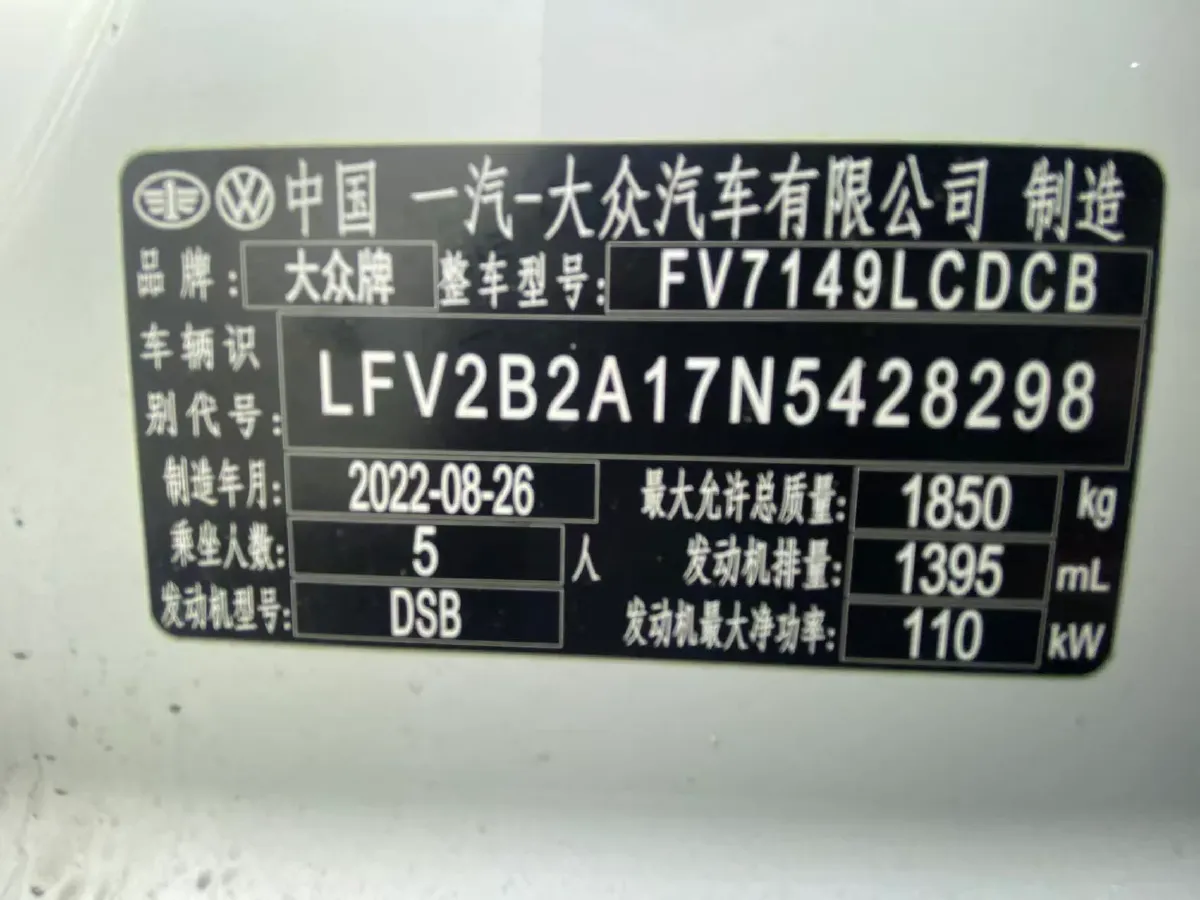 中国 一汽-大众汽车有限公司 制造
品牌: 大众牌 整车型号: FV7149LCDCB
车辆识别代号: LFV2B2A17N5428298
制造年月: 2022-08-26 最大允许总质量: 1850 kg
乘坐人数: 5 人 发动机排量: 1395 mL
发动机型号: DSB 发动机最大净功率: 110 kW